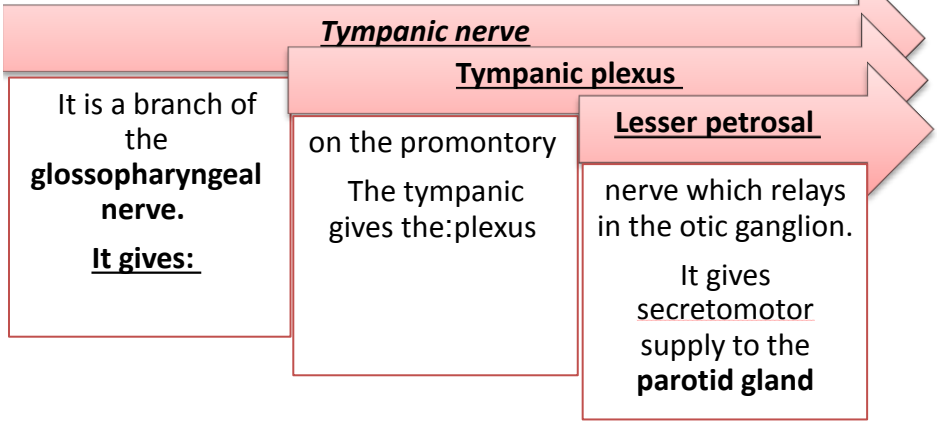 Tympanic nerve
It is a branch of
the
glossopharyngeal
nerve.
It gives:
Tympanic plexus
on the promontory
The tympanic
gives the:plexus
Lesser petrosal
nerve which relays
in the otic ganglion.
It gives
secretomotor
supply to the
parotid gland